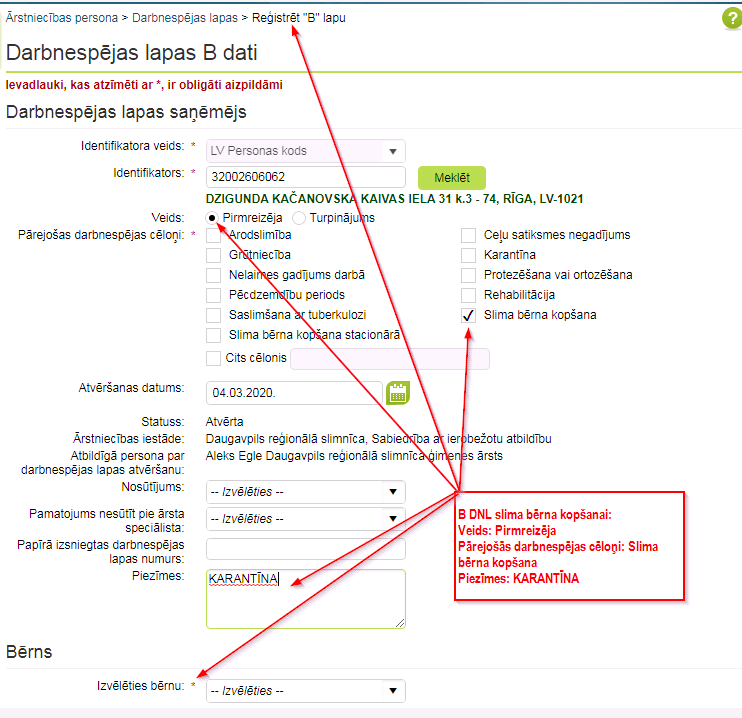 Ārstniecības persona > Darbnespējas lapas > Reģistrēt "B" lapu
?
Darbnespējas lapas B dati
Ievadlauki, kas atzīmēti ar *, ir obligāti aizpildāmi
Darbnespējas lapas saņēmējs
Identifikatora veids: * LV Personas kods
Identifikators: * 32002606062 Meklēt
DZIGUNDA KAČANOVSKA KAIVAS IELA 31 k.3 - 74, RĪGA, LV-1021
Veids: Pirmreizēja Turpinājums
Pārejošas darbnespējas cēloņi: * Arodslimība Ceļu satiksmes negadījums
Grūtniecība Karantīna
Nelaimes gadījums darbā Protezēšana vai ortozēšana
Pēcdzemdību periods Rehabilitācija
Saslimšana ar tuberkulozi Slima bērna kopšana
Slima bērna kopšana stacionārā
Cits cēlonis
Atvēršanas datums: 04.03.2020.
Statuss: Atvērta
Ārstniecības iestāde: Daugavpils reģionālā slimnīca, Sabiedrība ar ierobežotu atbildību
Atbildīgā persona par darbnespējas lapas atvēršanu: Aleks Egle Daugavpils reģionālā slimnīca ģimenes ārsts
Nosūtījums: -- Izvēlēties --
Pamatojums nesūtīt pie ārsta speciālista: -- Izvēlēties --
Papīrā izsniegtas darbnespējas lapas numurs:
Piezīmes: KARANTĪNA
B DNL slima bērna kopšanai:
Veids: Pirmreizēja
Pārejošās darbnespējas cēloņi: Slima
bērna kopšana
Piezīmes: KARANTĪNA
Bērns
Izvēlēties bērnu: * -- Izvēlēties --